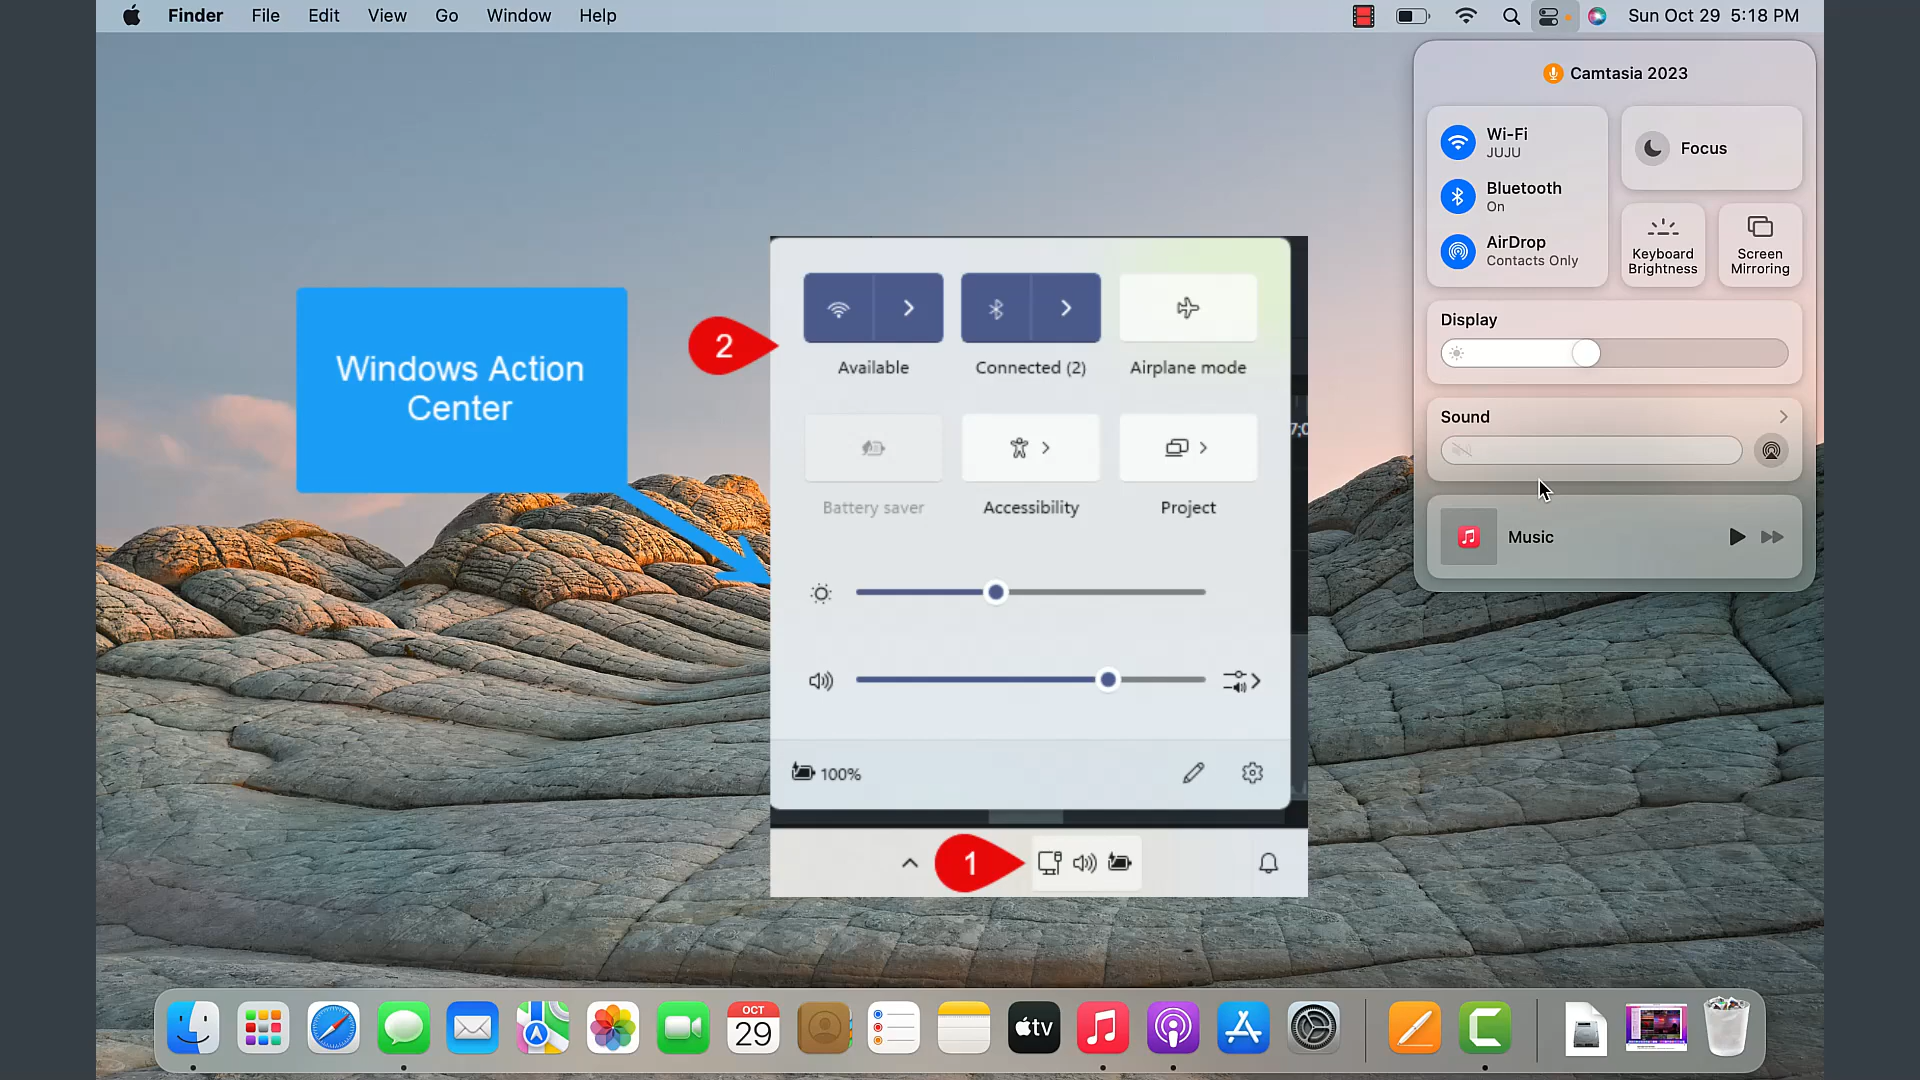 Finder File Edit View Go Window Help
Sun Oct 29 5:18 PM
Camtasia 2023
Wi-Fi
JUJU
Bluetooth
On
AirDrop
Contacts Only
Focus
Keyboard
Brightness
Screen
Mirroring
Display
Sound
Music
Windows Action
Center
2
Available
Connected (2)
Airplane mode
Battery saver
Accessibility
Project
100%
1
OCT
29
tv